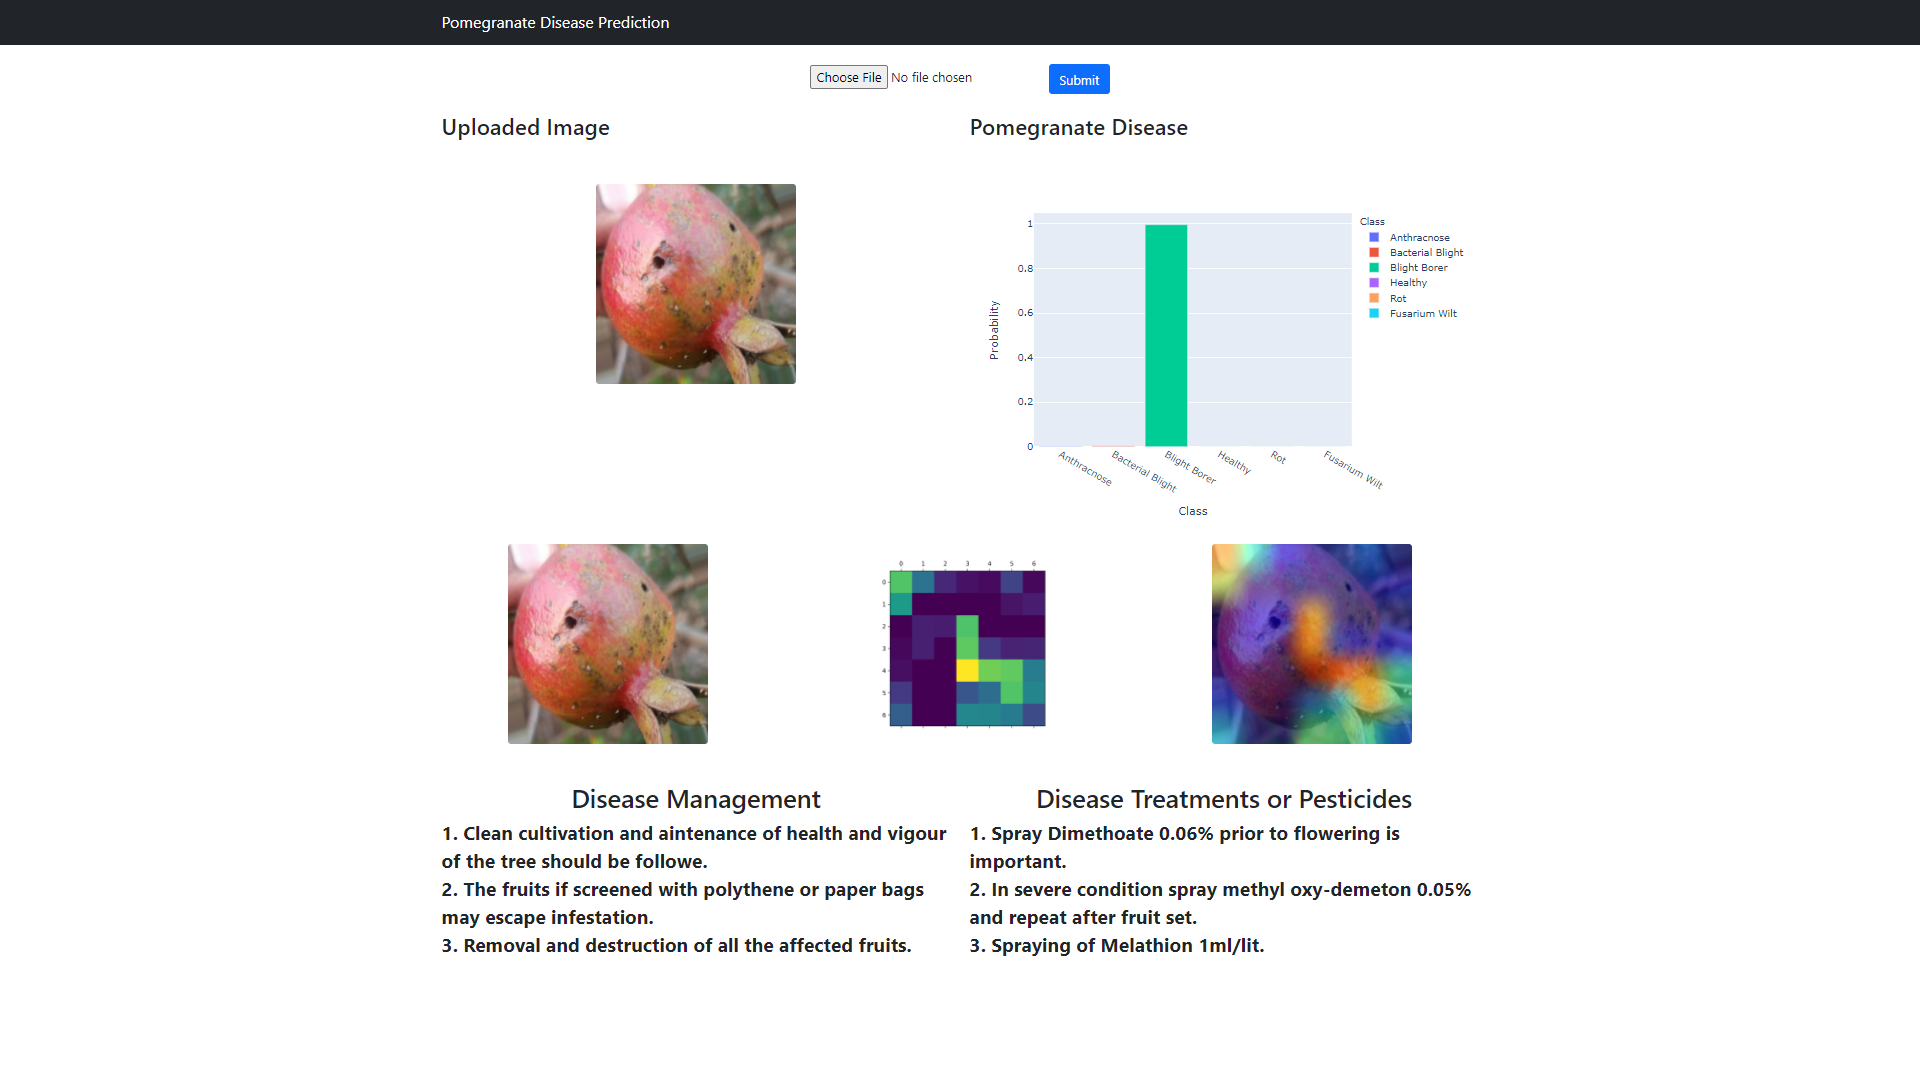 Pomegranate Disease Prediction
Choose File No file chosen
Submit
Uploaded Image
Pomegranate Disease
1
0.8
0.6
0.4
0.2
0
Probability
Anthracnose
Bacterial Blight
Blight Borer
Healthy
Rot
Fusarium Wilt
Class
Class
Anthracnose
Bacterial Blight
Blight Borer
Healthy
Rot
Fusarium Wilt
0 1 2 3 4 5 6
0
1
2
3
4
5
6
Disease Management
1. Clean cultivation and aintenance of health and vigour
of the tree should be followe.
2. The fruits if screened with polythene or paper bags
may escape infestation.
3. Removal and destruction of all the affected fruits.
Disease Treatments or Pesticides
1. Spray Dimethoate 0.06% prior to flowering is
important.
2. In severe condition spray methyl oxy-demeton 0.05%
and repeat after fruit set.
3. Spraying of Melathion 1ml/lit.